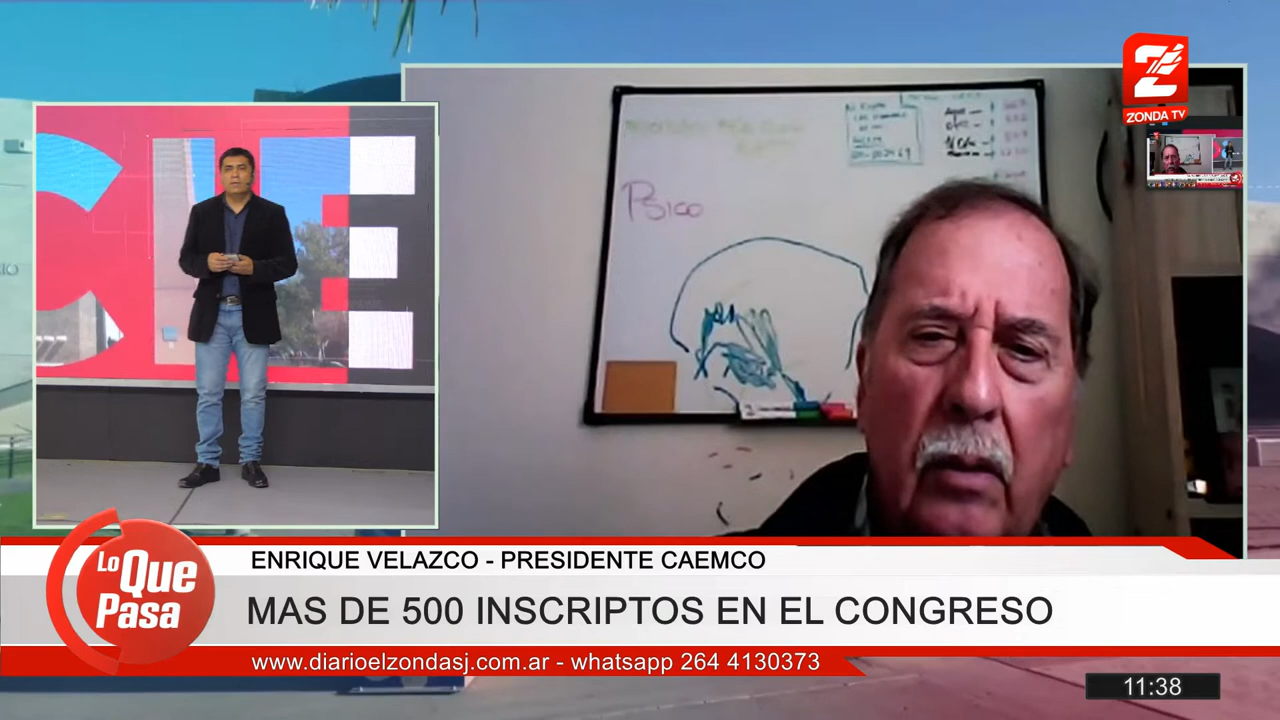 ZONDA TV
Psico
Lo
Que
Pasa
ENRIQUE VELAZCO - PRESIDENTE CAEMCO
MAS DE 500 INSCRIPTOS EN EL CONGRESO
www.diarioelzondasj.com.ar - whatsapp 264 4130373
11:38